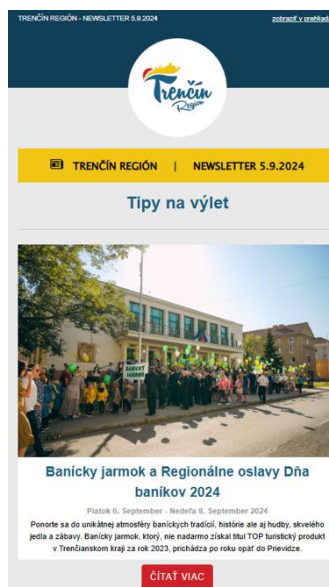 TRENČÍN REGIÓN - NEWSLETTER 5.9.2024
zobraziť v prehliada
Trenčín
Region
TRENČÍN REGIÓN | NEWSLETTER 5.9.2024
Tipy na výlet
BANÍCKY
JARMOK
Banícky jarmok a Regionálne oslavy Dňa
baníkov 2024
Piatok 6. September - Nedeľa 8. September 2024
Ponorte sa do unikátnej atmosféry baníckych tradícií, histórie ale aj hudby, skvelého
jedla a zábavy. Banícky jarmok, ktorý, nie nadarmo získal titul TOP turistický produkt
v Trenčianskom kraji za rok 2023, prichádza po roku opäť do Prievidze.
ČÍTAŤ VIAC